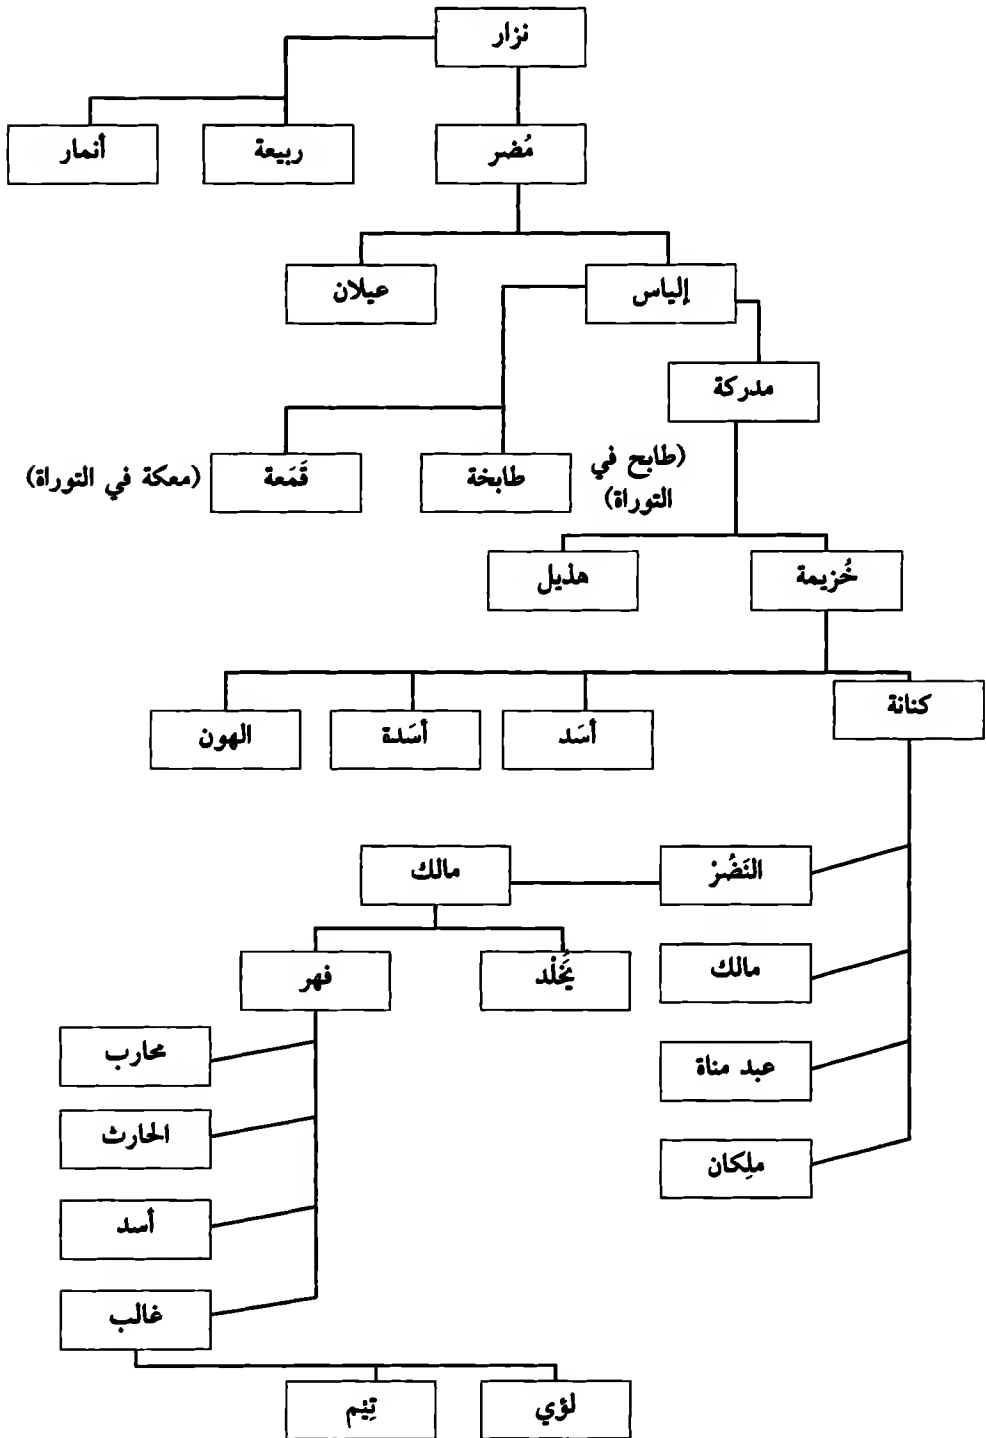 نزار
مُضر
ربيعة
أنمار
إلياس
عيلان
مدركة
(طابح في
التوراة)
طابخة
قَمَعة
(معكة في التوراة)
خُزيمة
هذيل
كنانة
أسَد
أسَدة
الهون
النَضُرْ
مالك
مالك
يَخُلْد
فهر
عبد مناة
ملِكان
محارب
الحارث
أسد
غالب
لؤي
تِيْم